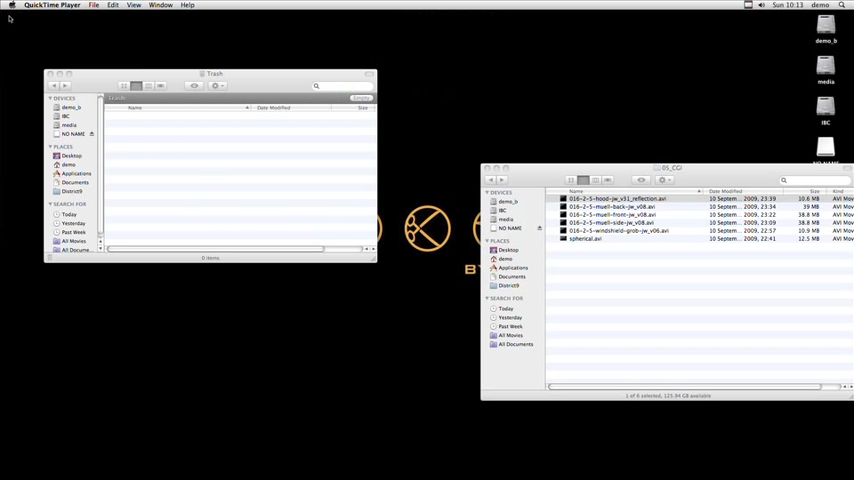 QuickTime Player File Edit View Window Help Sun 10:13 demo
demo_b
media
IBC
Trash
Trash Empty
Name Date Modified Size
DEVICES
demo_b
IBC
media
NO NAME
PLACES
Desktop
demo
Applications
Documents
District9
SEARCH FOR
Today
Yesterday
Past Week
All Movies
All Docume...
0 items
05_CGI
Name Date Modified Size Kind
016-2-5-hood-jw_v31_reflection.avi 10 Septem... 2009, 23:39 10.6 MB AVI Mov
016-2-5-muell-back-jw_v08.avi 10 Septem... 2009, 23:34 39 MB AVI Mov
016-2-5-muell-front-jw_v08.avi 10 Septem... 2009, 23:22 38.8 MB AVI Mov
016-2-5-muell-side-jw_v08.avi 10 Septem... 2009, 23:24 38.8 MB AVI Mov
016-2-5-windshield-grob-jw_v06.avi 10 Septem... 2009, 22:57 10.9 MB AVI Mov
spherical.avi 10 Septem... 2009, 22:41 12.5 MB AVI Mov
DEVICES
demo_b
IBC
media
NO NAME
PLACES
Desktop
demo
Applications
Documents
District9
SEARCH FOR
Today
Yesterday
Past Week
All Movies
All Documents
1 of 6 selected, 125.84 GB available